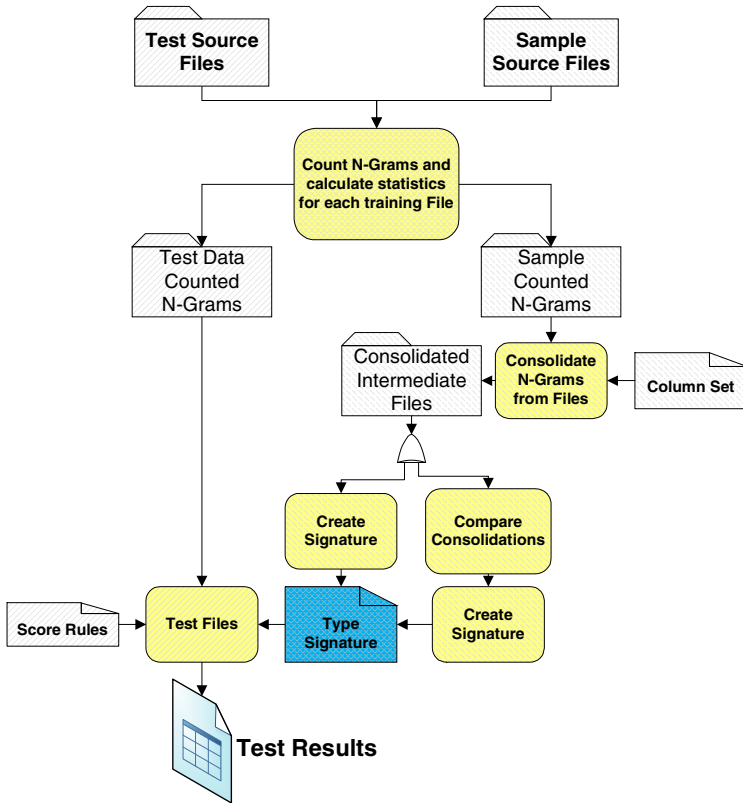 Test Source
Files
Sample
Source Files
Count N-Grams and
calculate statistics
for each training File
Test Data
Counted
N-Grams
Sample
Counted
N-Grams
Consolidated
Intermediate
Files
Consolidate
N-Grams
from Files
Column Set
Create
Signature
Compare
Consolidations
Score Rules
Test Files
Type
Signature
Create
Signature
Test Results